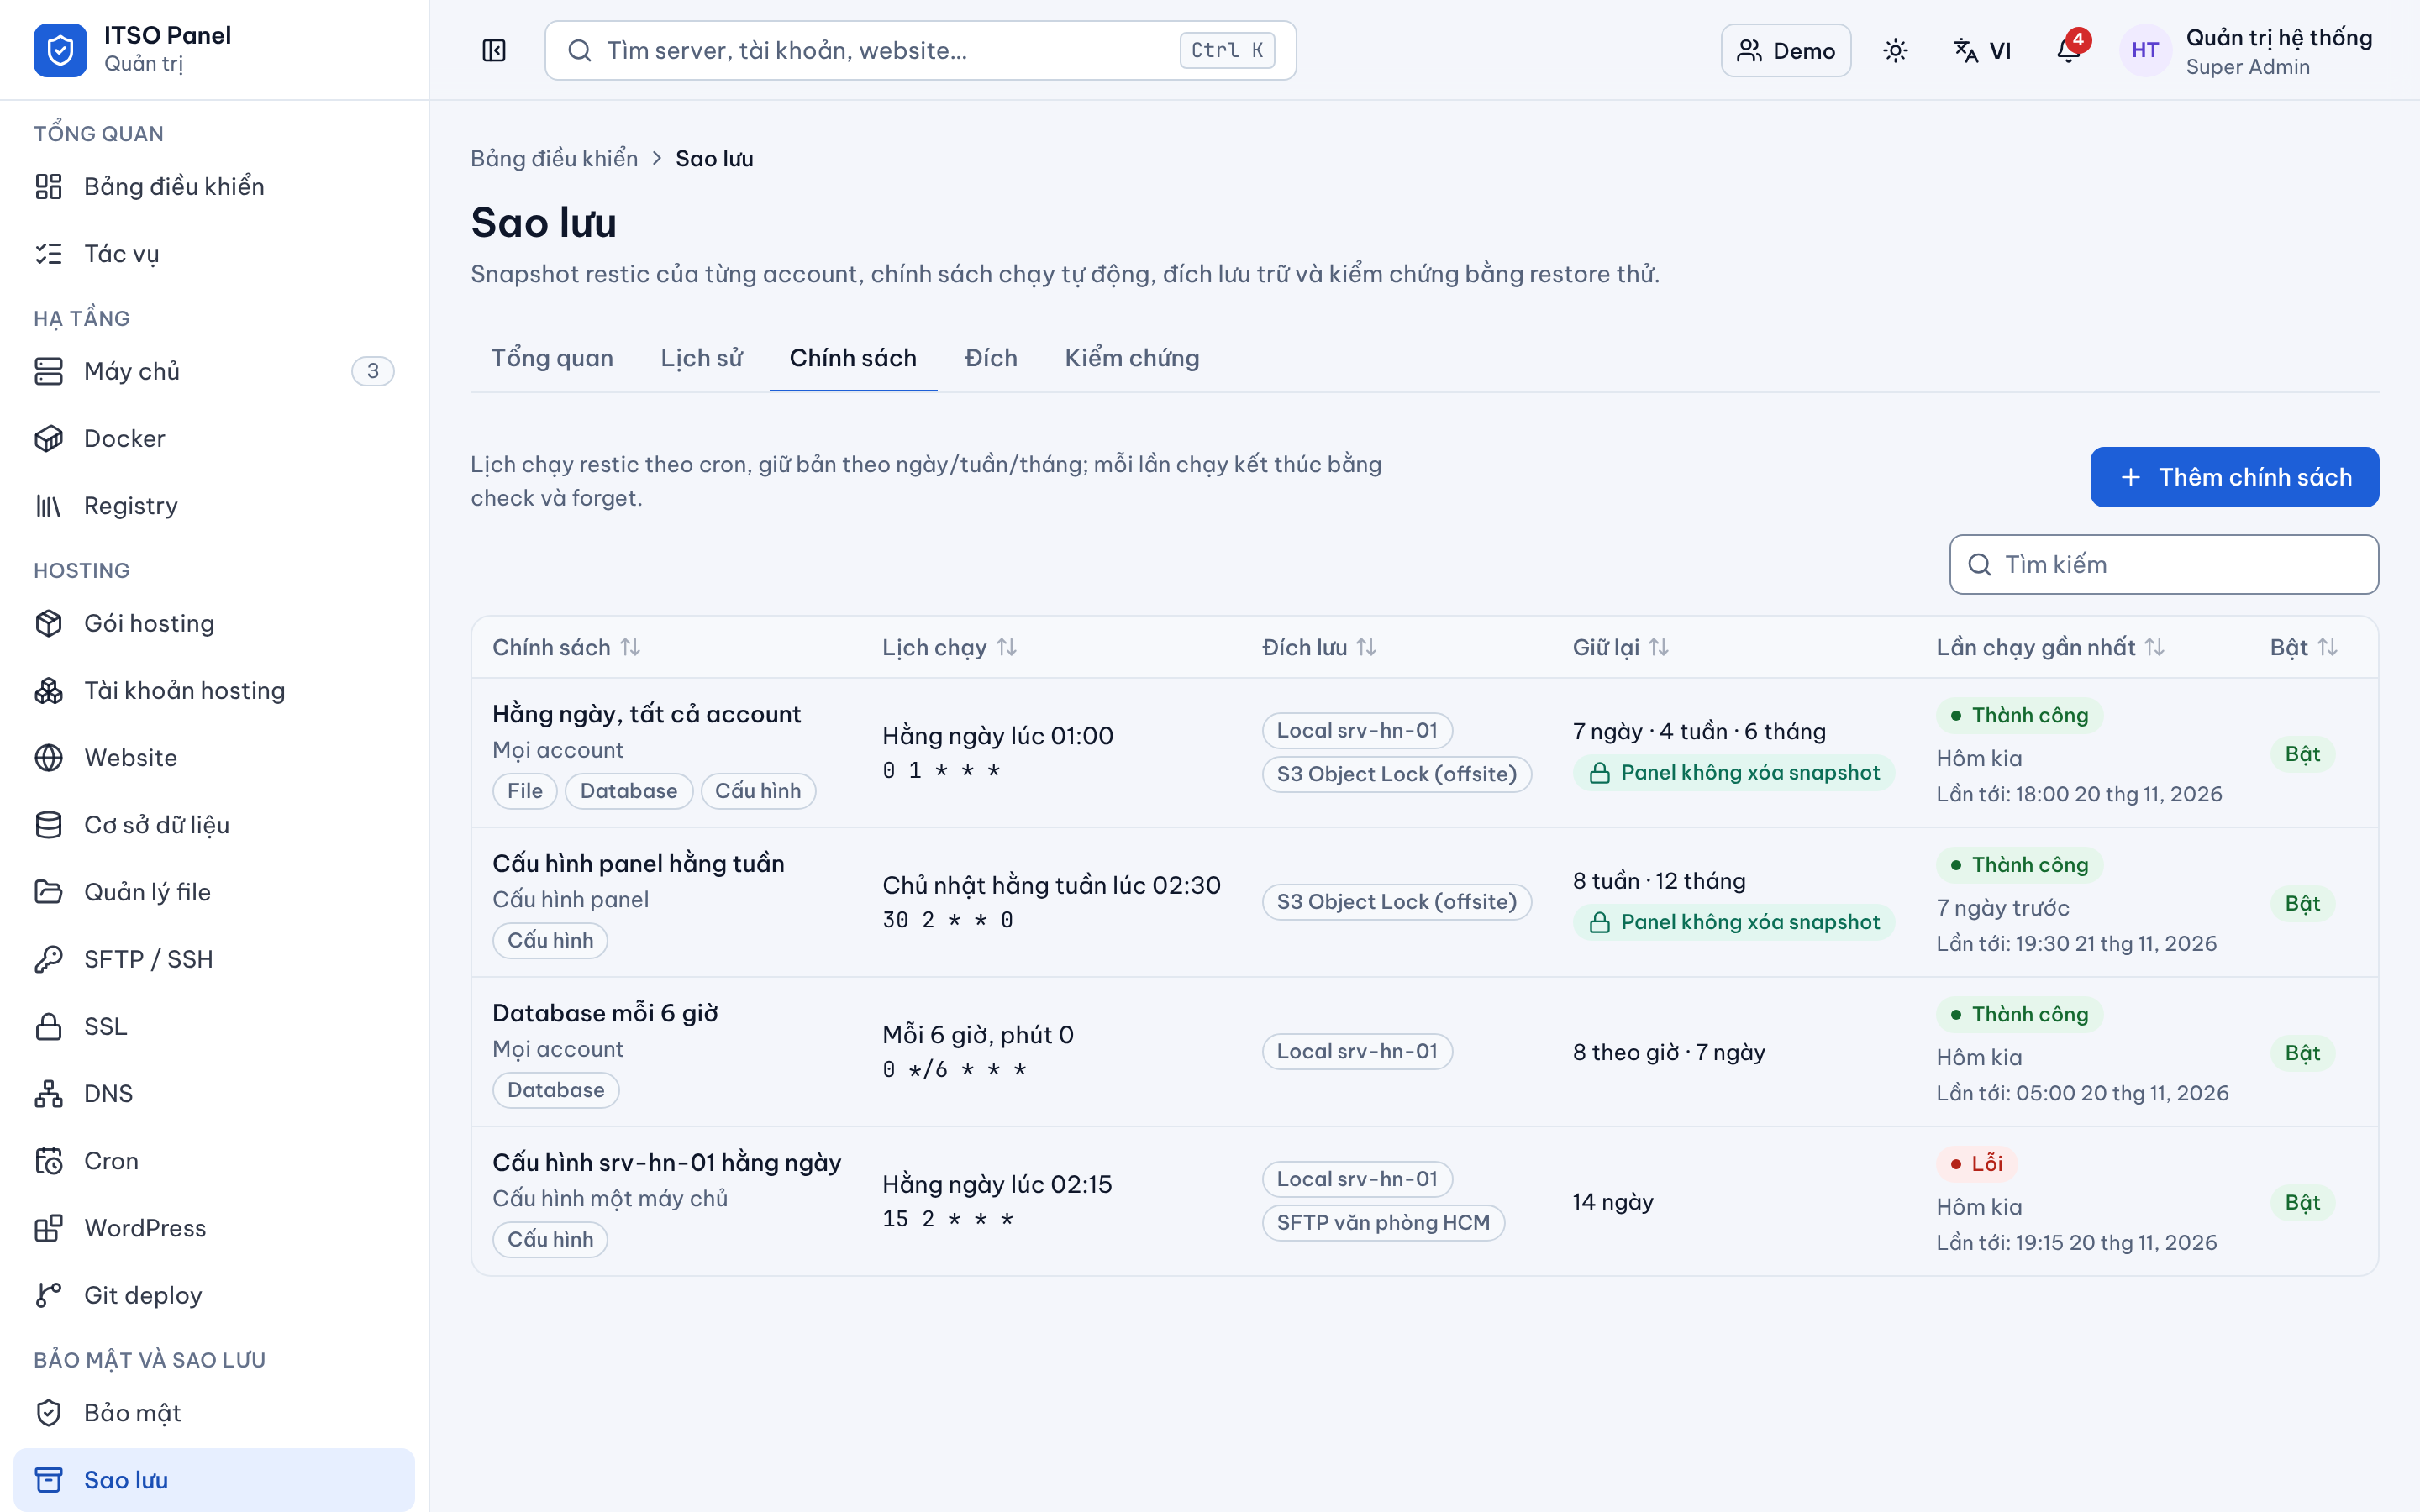 ITSO Panel
Quản trị
Tìm server, tài khoản, website...
Ctrl K
Demo
VI
4
HT
Quản trị hệ thống
Super Admin
TỔNG QUAN
Bảng điều khiển
Tác vụ
HẠ TẦNG
Máy chủ
3
Docker
Registry
HOSTING
Gói hosting
Tài khoản hosting
Website
Cơ sở dữ liệu
Quản lý file
SFTP / SSH
SSL
DNS
Cron
WordPress
Git deploy
BẢO MẬT VÀ SAO LƯU
Bảo mật
Sao lưu
Bảng điều khiển > Sao lưu
Sao lưu
Snapshot restic của từng account, chính sách chạy tự động, đích lưu trữ và kiểm chứng bằng restore thử.
Tổng quan
Lịch sử
Chính sách
Đích
Kiểm chứng
Lịch chạy restic theo cron, giữ bản theo ngày/tuần/tháng; mỗi lần chạy kết thúc bằng
check và forget.
+ Thêm chính sách
Tìm kiếm
Chính sách
Lịch chạy
Đích lưu
Giữ lại
Lần chạy gần nhất
Bật
Hằng ngày, tất cả account
Mọi account
File
Database
Cấu hình
Hằng ngày lúc 01:00
0 1 * * *
Local srv-hn-01
S3 Object Lock (offsite)
7 ngày · 4 tuần · 6 tháng
Panel không xóa snapshot
Thành công
Hôm kia
Lần tới: 18:00 20 thg 11, 2026
Bật
Cấu hình panel hằng tuần
Cấu hình panel
Cấu hình
Chủ nhật hằng tuần lúc 02:30
30 2 * * 0
S3 Object Lock (offsite)
8 tuần · 12 tháng
Panel không xóa snapshot
Thành công
7 ngày trước
Lần tới: 19:30 21 thg 11, 2026
Bật
Database mỗi 6 giờ
Mọi account
Database
Mỗi 6 giờ, phút 0
0 */6 * * *
Local srv-hn-01
8 theo giờ · 7 ngày
Thành công
Hôm kia
Lần tới: 05:00 20 thg 11, 2026
Bật
Cấu hình srv-hn-01 hằng ngày
Cấu hình một máy chủ
Cấu hình
Hằng ngày lúc 02:15
15 2 * * *
Local srv-hn-01
SFTP văn phòng HCM
14 ngày
Lỗi
Hôm kia
Lần tới: 19:15 20 thg 11, 2026
Bật